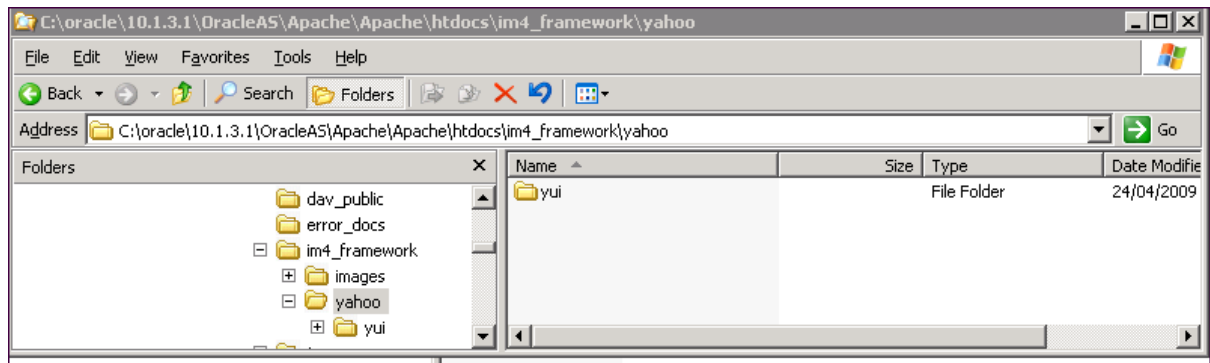 C:\oracle\10.1.3.1\OracleAS\Apache\Apache\htdocs\im4_framework\yahoo
File Edit View Favorites Tools Help
Back Search Folders
Address C:\oracle\10.1.3.1\OracleAS\Apache\Apache\htdocs\im4_framework\yahoo Go
Folders Name Size Type Date Modifie
yui File Folder 24/04/2009
dav_public
error_docs
im4_framework
images
yahoo
yui